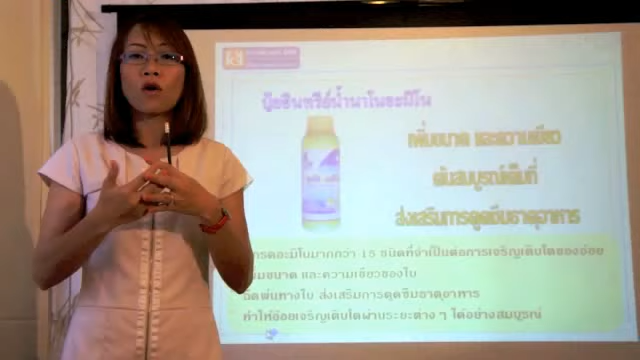 ปุ๋ยอินทรีย์น้ำนาโนอะมิโน
เพิ่มขนาด และความเขียว
ต้นสมบูรณ์เต็มที่
ส่งเสริมการดูดซึมธาตุอาหาร
กรดอะมิโนมากกว่า 15 ชนิดที่จำเป็นต่อการเจริญเติบโตของอ้อย
เพิ่มขนาด และความเขียวของใบ
ฉีดพ่นทางใบ ส่งเสริมการดูดซึมธาตุอาหาร
ทำให้อ้อยเจริญเติบโตผ่านระยะต่าง ๆ ได้อย่างสมบูรณ์